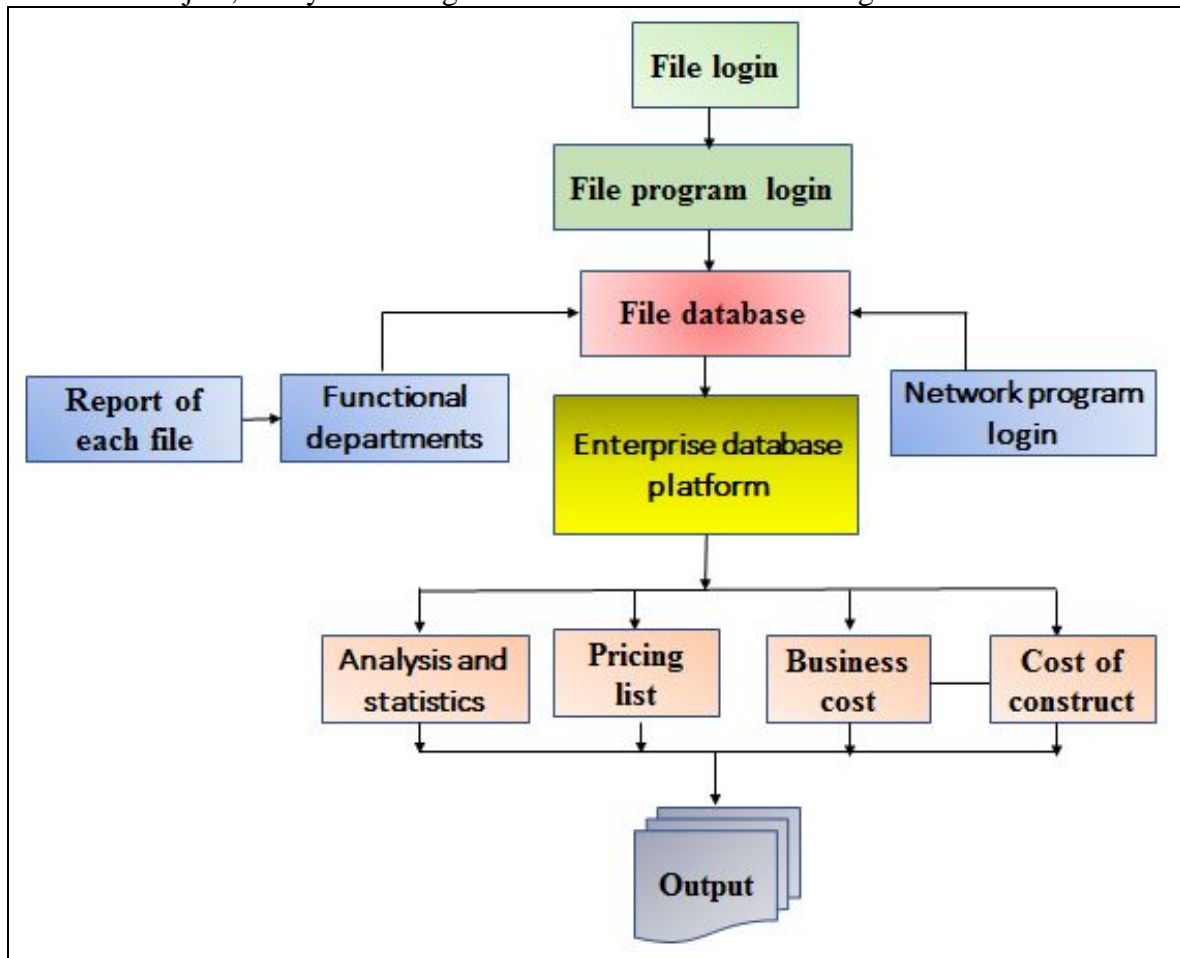 File login
File program login
File database
Report of
each file
Functional
departments
Network program
login
Enterprise database
platform
Analysis and
statistics
Pricing
list
Business
cost
Cost of
construct
Output